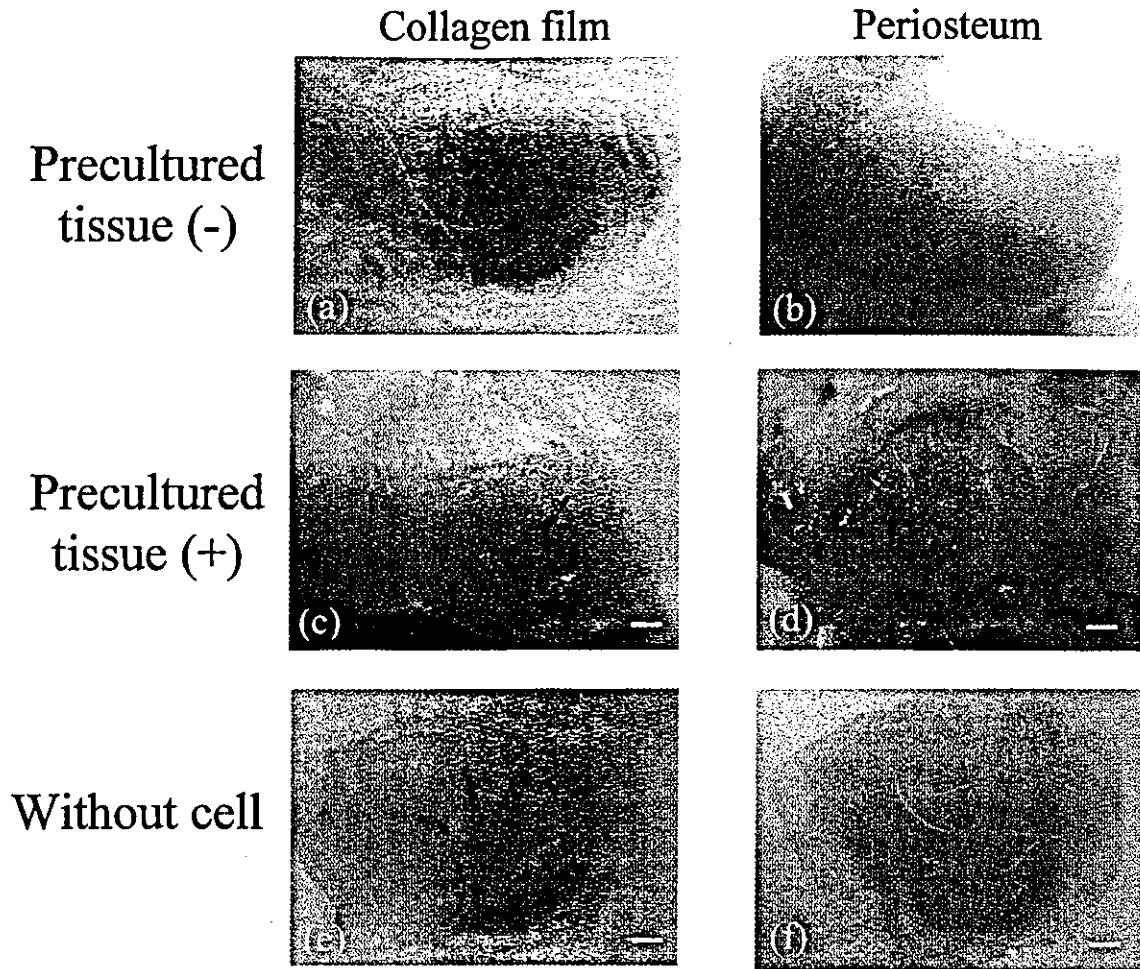 Collagen film
Periosteum
Precultured
tissue (-)
(a)
(b)
Precultured
tissue (+)
(c)
(d)
Without cell
(e)
(f)